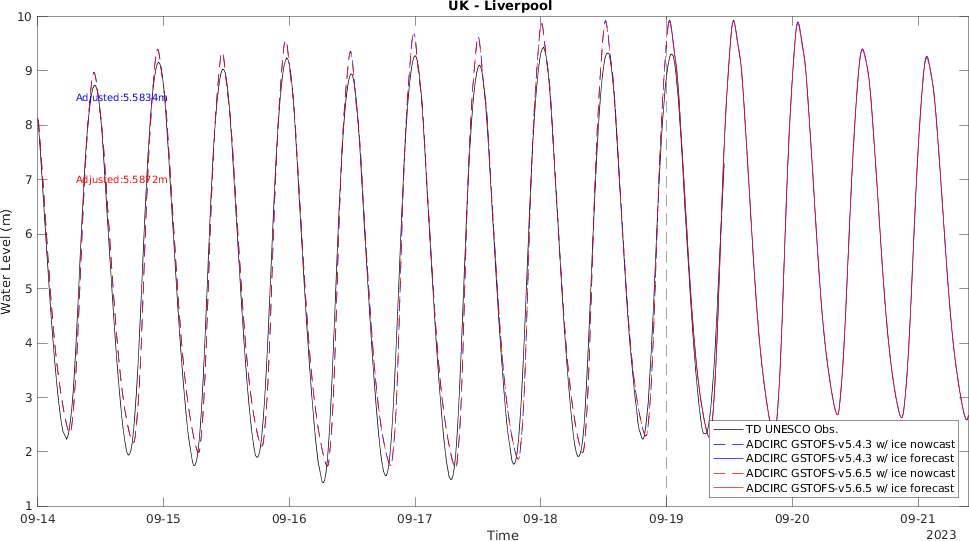 UK - Liverpool
10
9
8
7
6
5
4
3
2
1
Water Level (m)
Adjusted:5.5834m
Adjusted:5.5872m
TD UNESCO Obs.
ADCIRC GSTOFS-v5.4.3 w/ ice nowcast
ADCIRC GSTOFS-v5.4.3 w/ ice forecast
ADCIRC GSTOFS-v5.6.5 w/ ice nowcast
ADCIRC GSTOFS-v5.6.5 w/ ice forecast
09-14 09-15 09-16 09-17 09-18 09-19 09-20 09-21
Time
2023